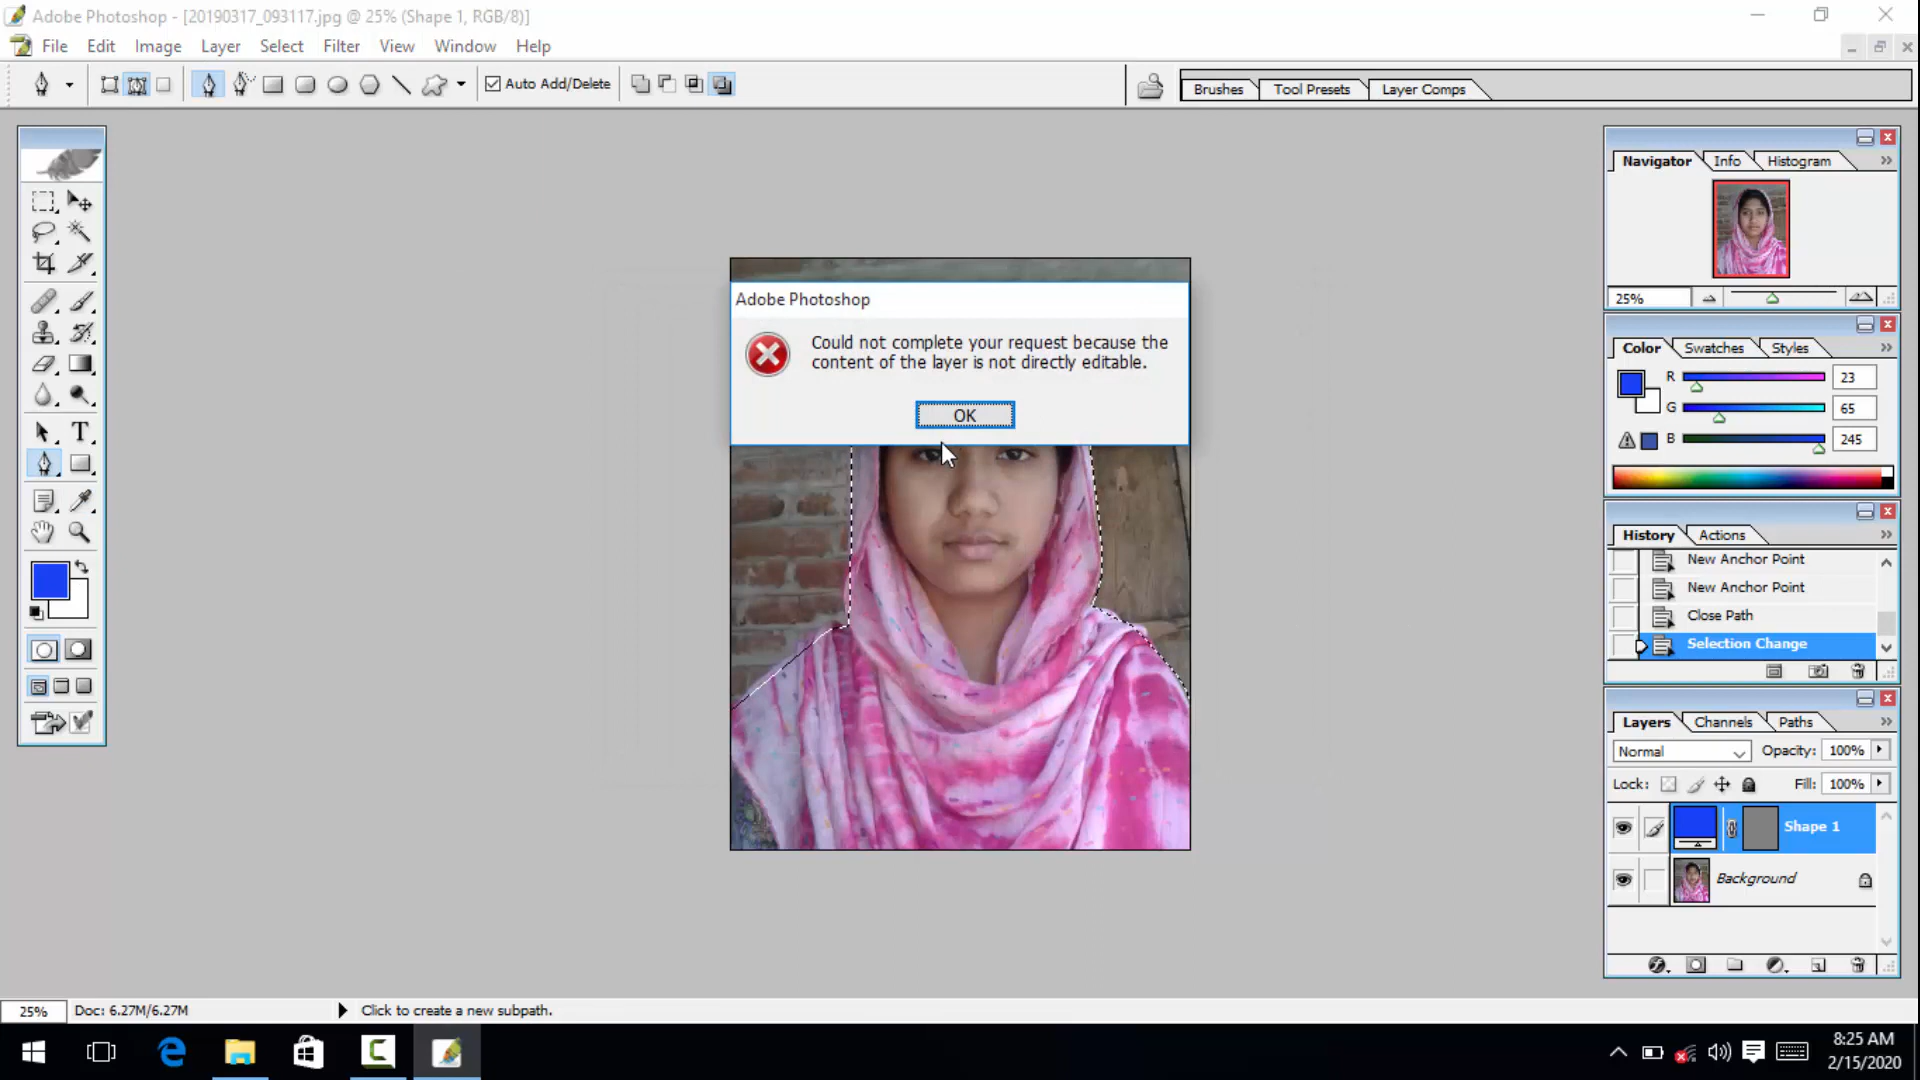 Adobe Photoshop - [20190317_093117.jpg @ 25% (Shape 1, RGB/8)]
File Edit Image Layer Select Filter View Window Help
Auto Add/Delete
Brushes Tool Presets Layer Comps
Navigator Info Histogram
25%
Color Swatches Styles
R 23
G 65
B 245
Adobe Photoshop
Could not complete your request because the
content of the layer is not directly editable.
OK
T
History Actions
New Anchor Point
New Anchor Point
Close Path
Selection Change
Layers Channels Paths
Normal Opacity: 100%
Lock: Fill: 100%
Shape 1
Background
25% Doc: 6.27M/6.27M Click to create a new subpath.
8:25 AM
2/15/2020